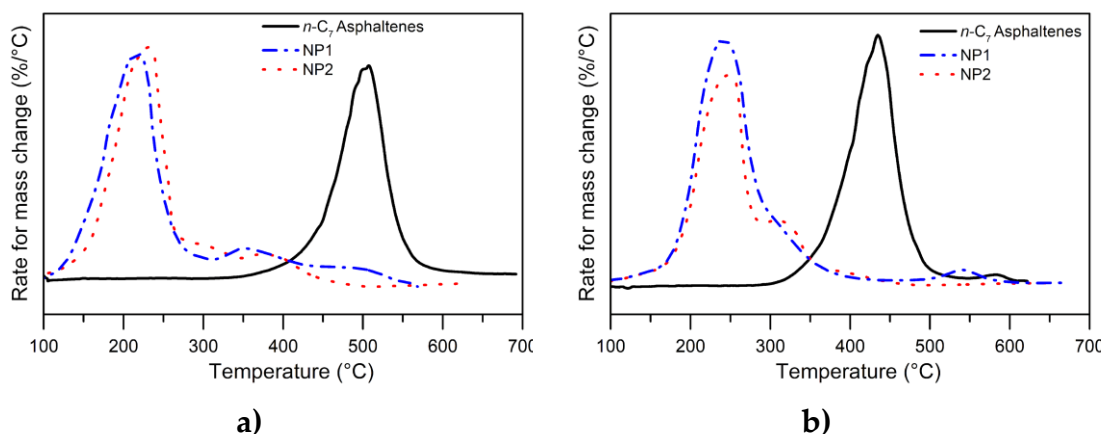 n-C₇ Asphaltenes
NP1
NP2
Rate for mass change (%/°C)
100 200 300 400 500 600 700
Temperature (°C)
a)
n-C₇ Asphaltenes
NP1
NP2
Rate for mass change (%/°C)
100 200 300 400 500 600 700
Temperature (°C)
b)